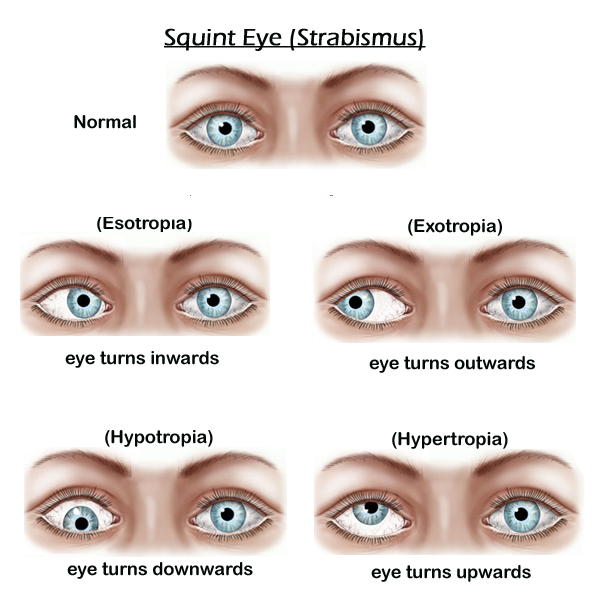 Squint Eye (Strabismus)
Normal
(Esotropia)
(Exotropia)
eye turns inwards
eye turns outwards
(Hypotropia)
(Hypertropia)
eye turns downwards
eye turns upwards